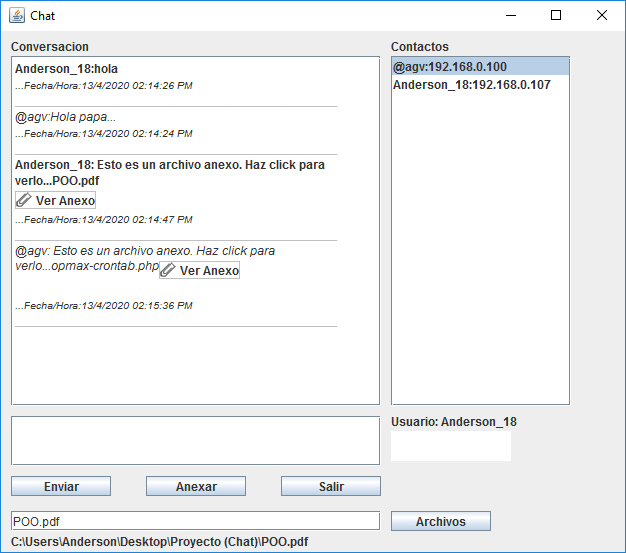 Chat
Conversacion
Anderson_18:hola
...Fecha/Hora:13/4/2020 02:14:26 PM
@agv:Hola papa...
...Fecha/Hora:13/4/2020 02:14:24 PM
Anderson_18: Esto es un archivo anexo. Haz click para
verlo...POO.pdf
Ver Anexo
...Fecha/Hora:13/4/2020 02:14:47 PM
@agv: Esto es un archivo anexo. Haz click para
verlo...opmax-crontab.php Ver Anexo
...Fecha/Hora:13/4/2020 02:15:36 PM
Contactos
@agv:192.168.0.100
Anderson_18:192.168.0.107
Usuario: Anderson_18
Enviar
Anexar
Salir
POO.pdf
Archivos
C:\Users\Anderson\Desktop\Proyecto (Chat)\POO.pdf